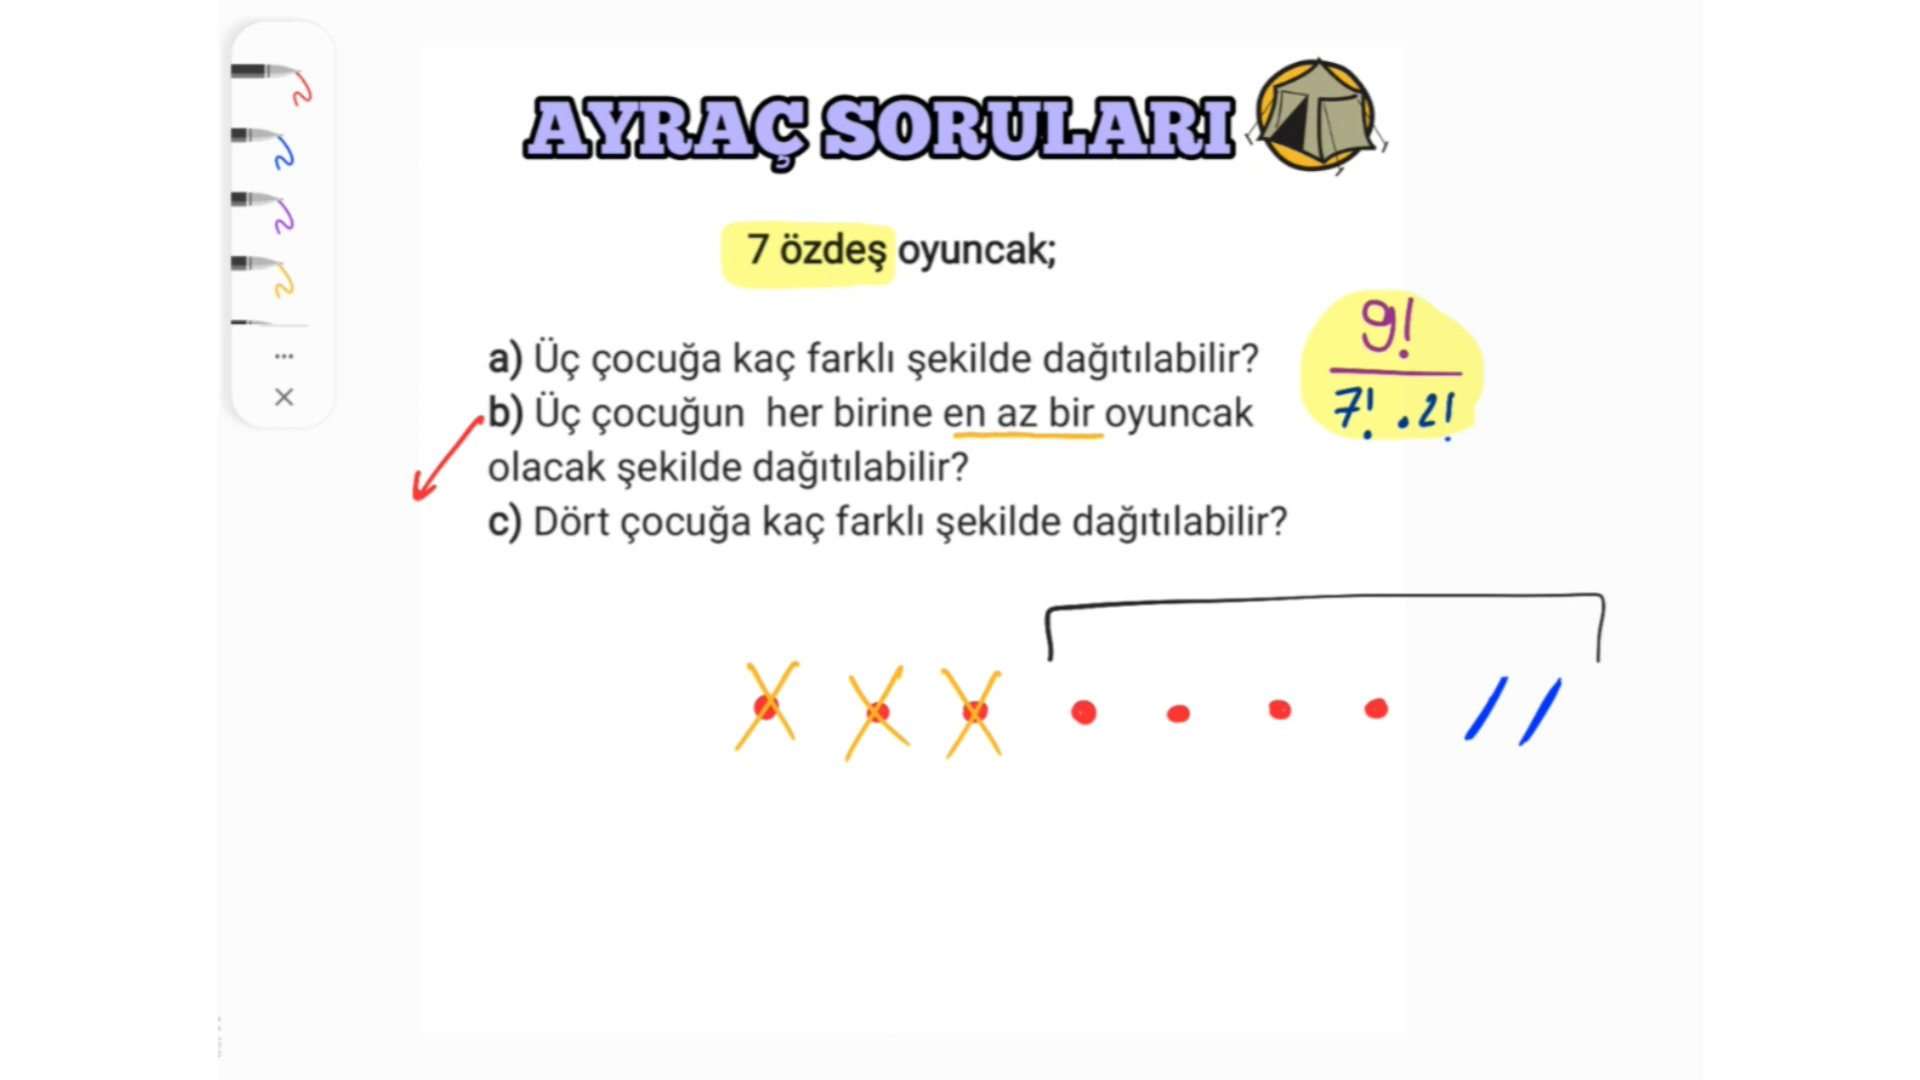 AYRAÇ SORULARI
7 özdeş oyuncak;
a) Üç çocuğa kaç farklı şekilde dağıtılabilir?
9!
7! . 2!
b) Üç çocuğun her birine en az bir oyuncak
olacak şekilde dağıtılabilir?
c) Dört çocuğa kaç farklı şekilde dağıtılabilir?